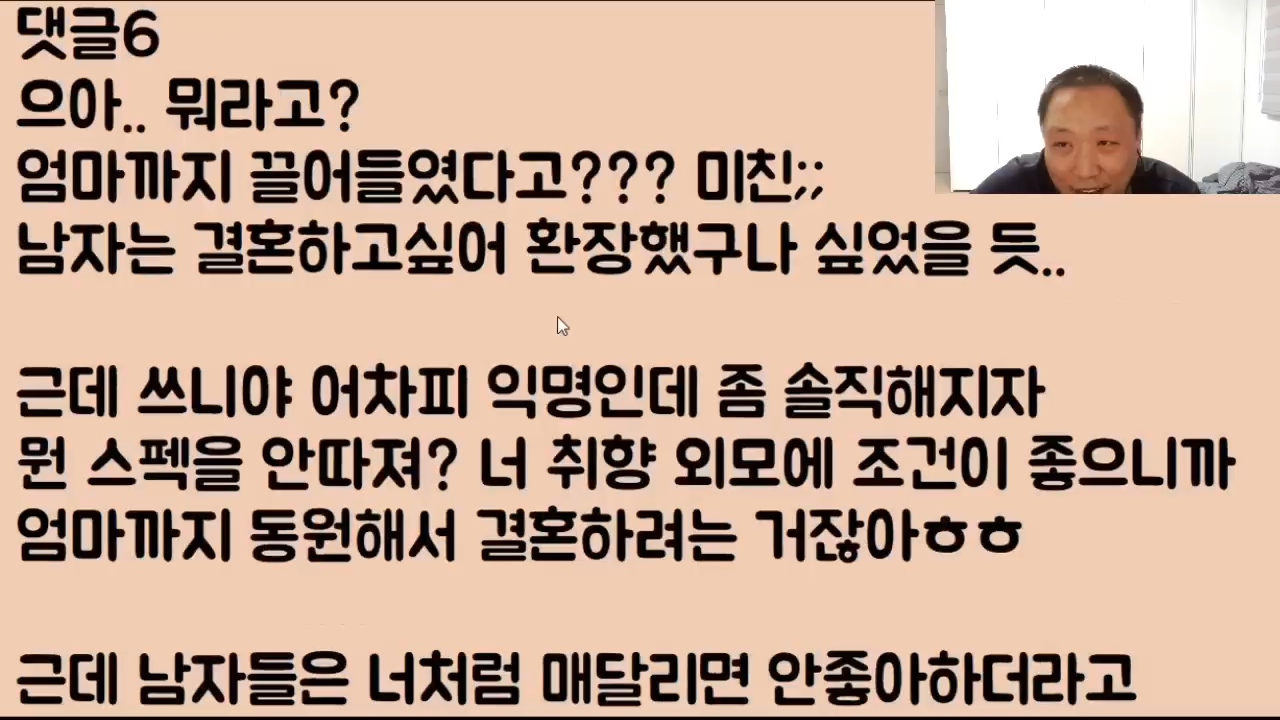 댓글6
으아.. 뭐라고?
엄마까지 끌어들였다고??? 미친;;
남자는 결혼하고싶어 환장했구나 싶었을 듯..
근데 쓰니야 어차피 익명인데 좀 솔직해지자
뭔 스펙을 안따져? 너 취향 외모에 조건이 좋으니까
엄마까지 동원해서 결혼하려는 거잖아ㅎㅎ
근데 남자들은 너처럼 매달리면 안좋아하더라고